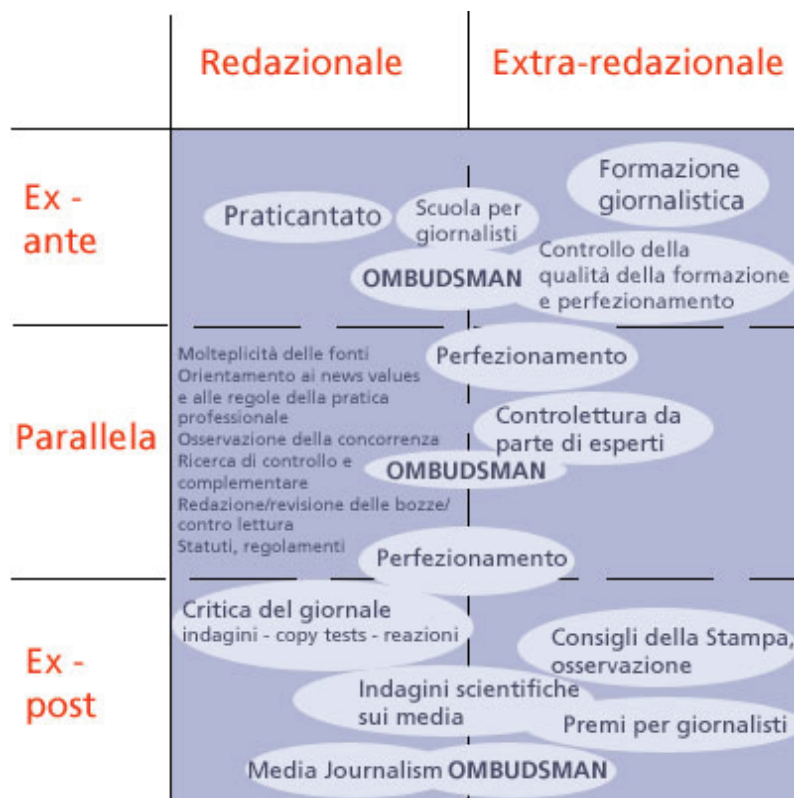 Redazionale
Extra-redazionale
Ex -
ante
Praticantato
Scuola per
giornalisti
Formazione
giornalistica
OMBUDSMAN
Controllo della
qualità della formazione
e perfezionamento
Parallela
Molteplicità delle fonti
Orientamento ai news values
e alle regole della pratica
professionale
Osservazione della concorrenza
Ricerca di controllo e
complementare
Redazione/revisione delle bozze/
contro lettura
Statuti, regolamenti
Perfezionamento
Controlettura da
parte di esperti
OMBUDSMAN
Perfezionamento
Ex -
post
Critica del giornale
indagini - copy tests - reazioni
Consigli della Stampa,
osservazione
Indagini scientifiche
sui media
Premi per giornalisti
Media Journalism
OMBUDSMAN